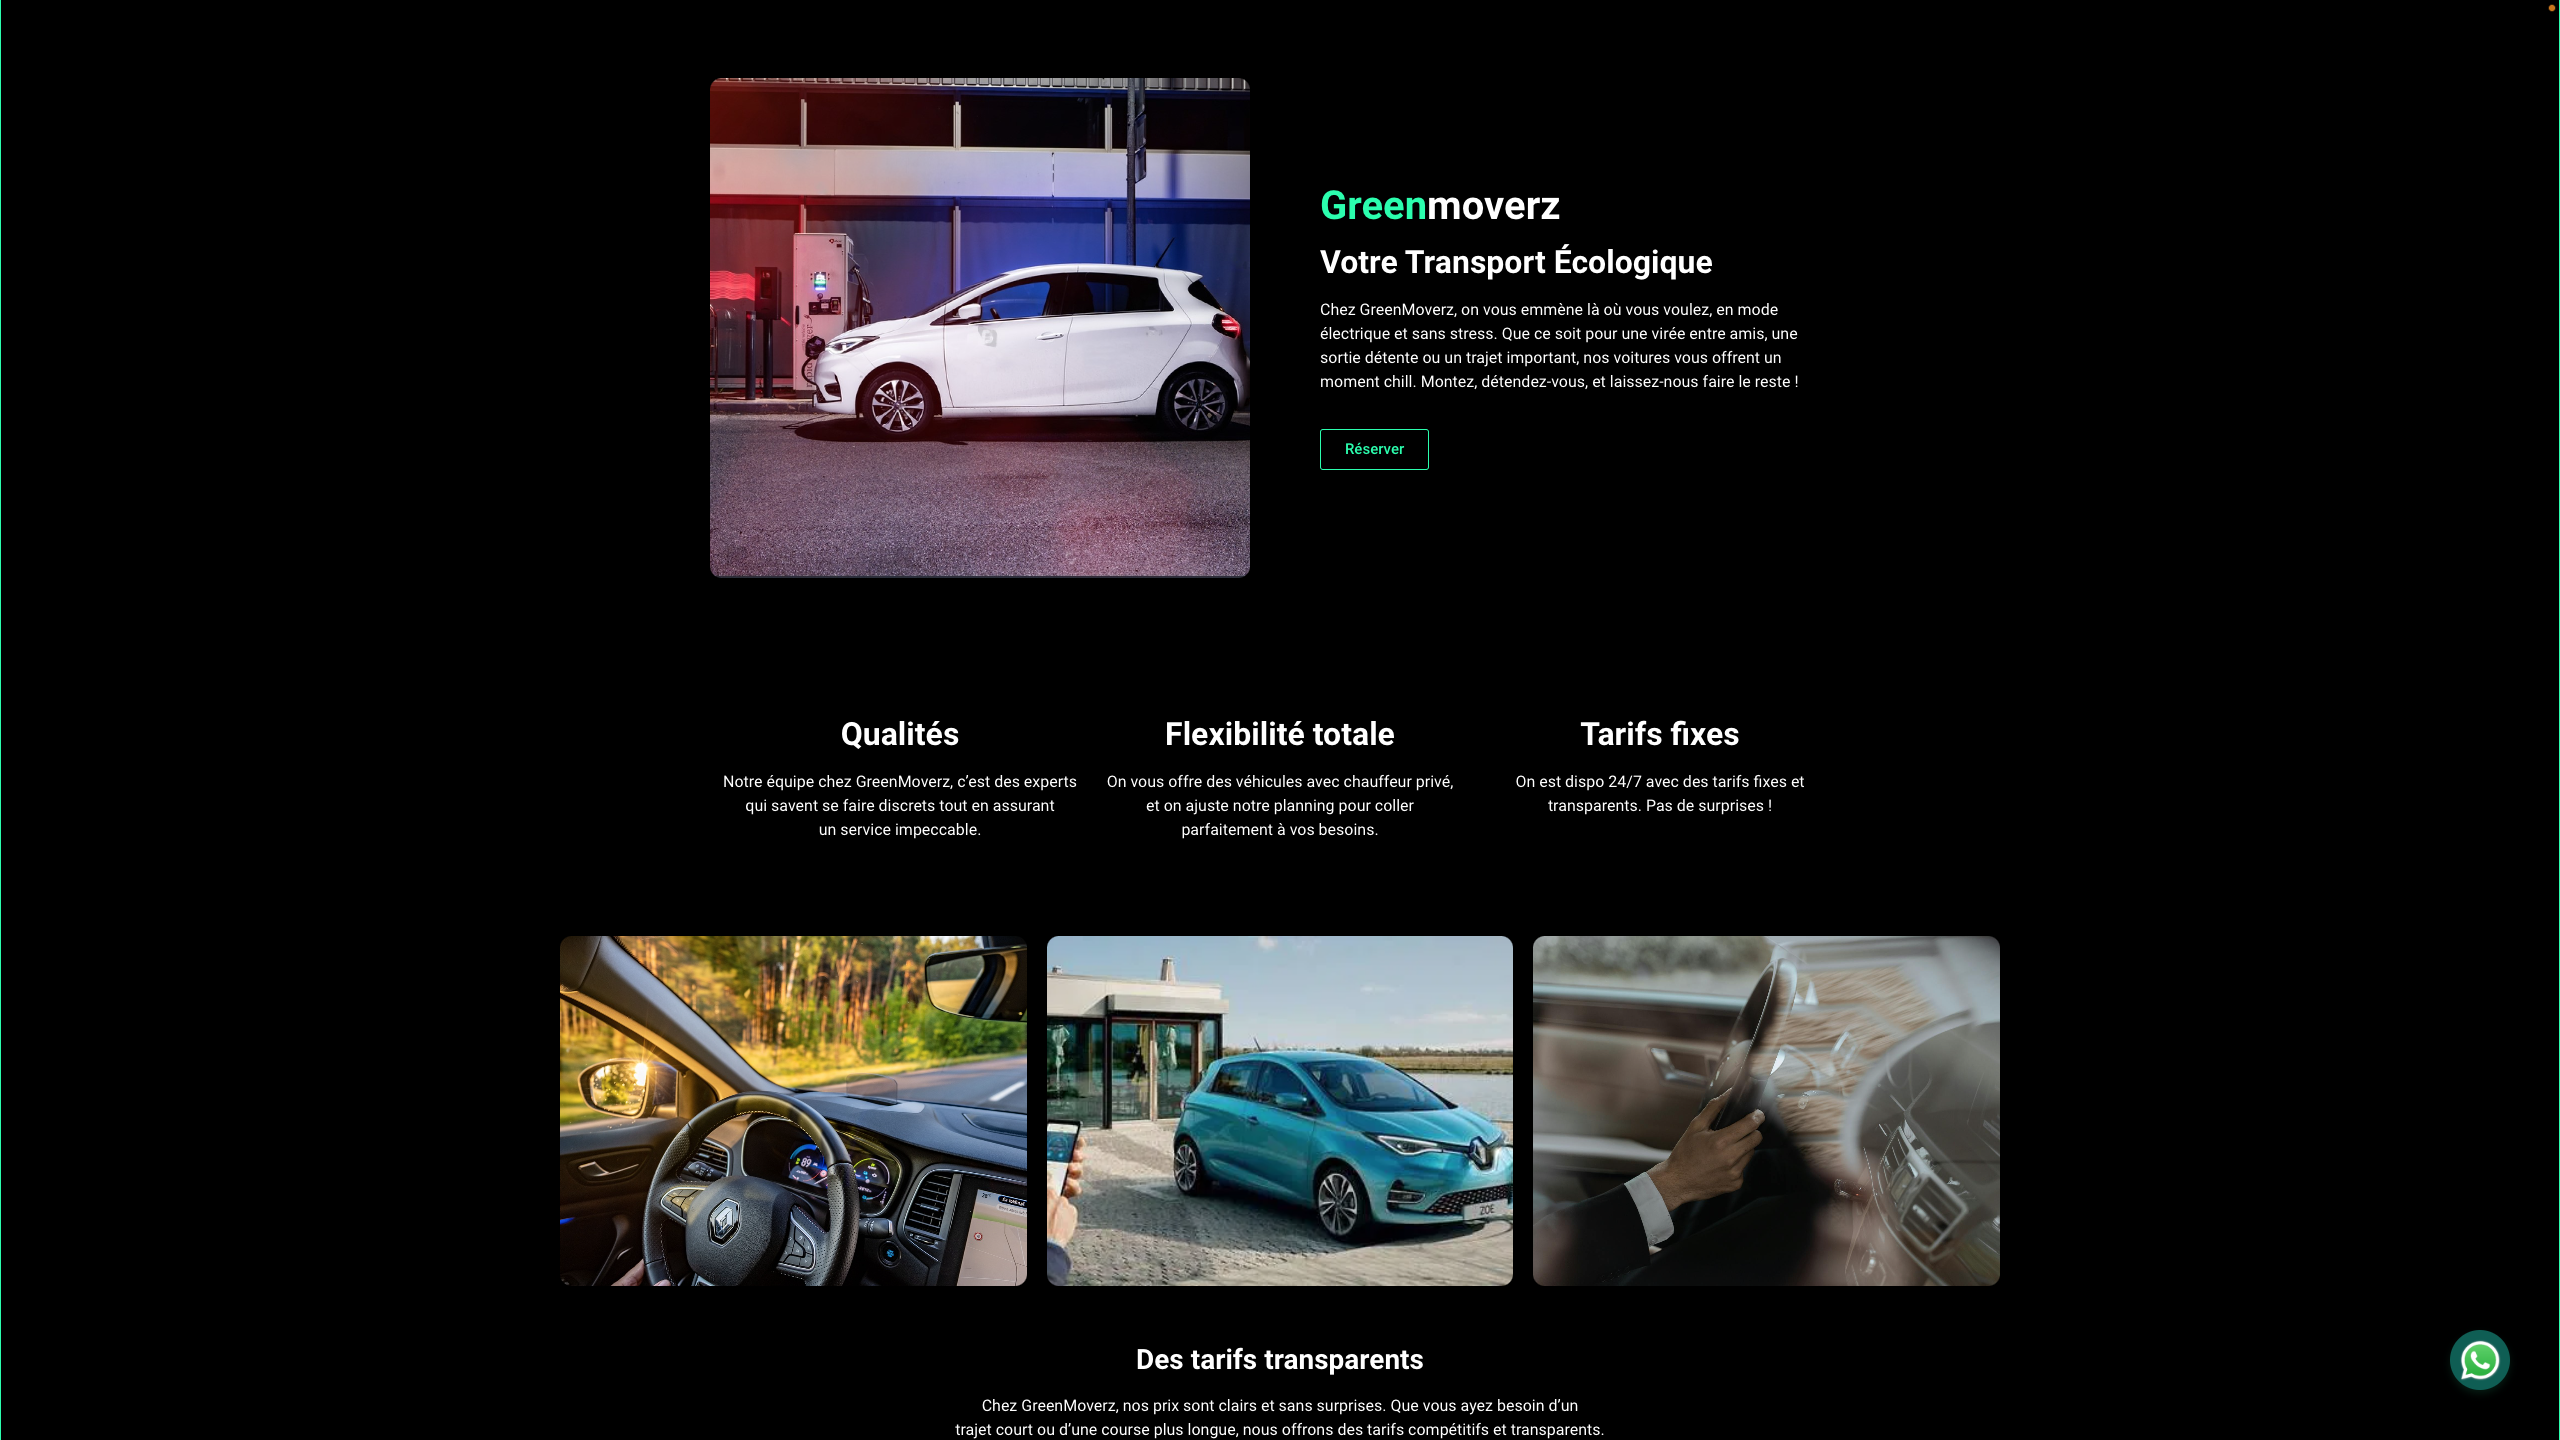 Greenmoverz
Votre Transport Écologique
Chez GreenMoverz, on vous emmène là où vous voulez, en mode
électrique et sans stress. Que ce soit pour une virée entre amis, une
sortie détente ou un trajet important, nos voitures vous offrent un
moment chill. Montez, détendez-vous, et laissez-nous faire le reste !
Réserver
Qualités
Notre équipe chez GreenMoverz, c’est des experts
qui savent se faire discrets tout en assurant
un service impeccable.
Flexibilité totale
On vous offre des véhicules avec chauffeur privé,
et on ajuste notre planning pour coller
parfaitement à vos besoins.
Tarifs fixes
On est dispo 24/7 avec des tarifs fixes et
transparents. Pas de surprises !
89
ZOE
Des tarifs transparents
Chez GreenMoverz, nos prix sont clairs et sans surprises. Que vous ayez besoin d’un
trajet court ou d’une course plus longue, nous offrons des tarifs compétitifs et transparents.